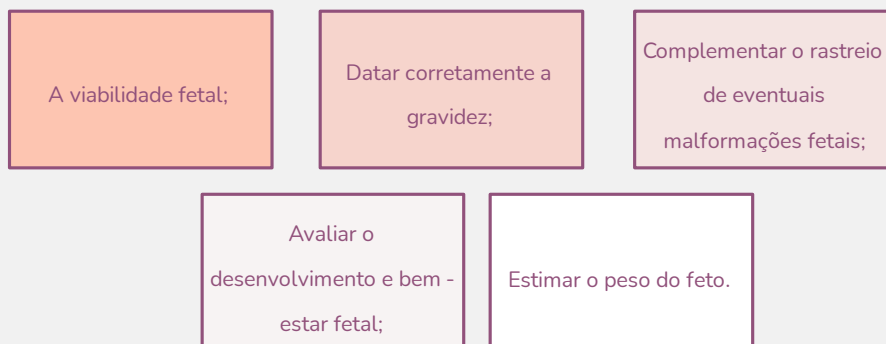 A viabilidade fetal;
Datar corretamente a
gravidez;
Complementar o rastreio
de eventuais
malformações fetais;
Avaliar o
desenvolvimento e bem -
estar fetal;
Estimar o peso do feto.